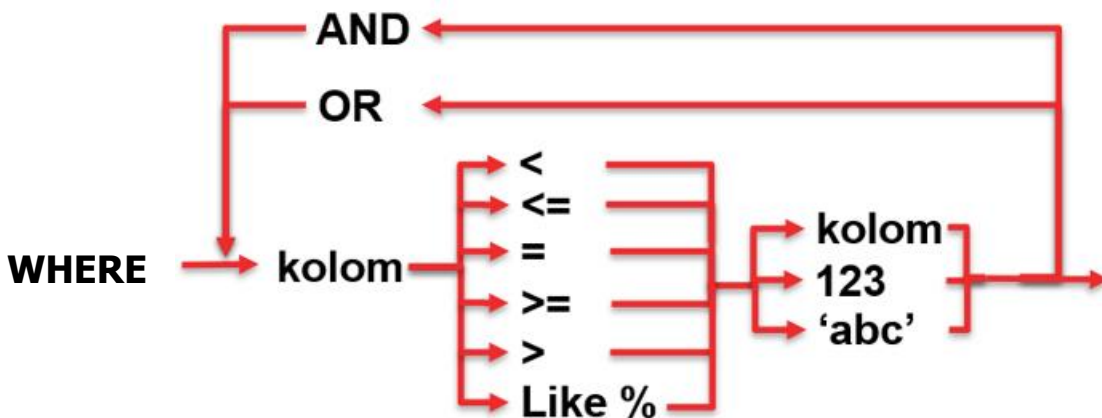 AND
OR
WHERE
kolom
<
<=
=
>=
>
Like %
kolom
123
‘abc’